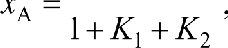 x_A = ,
1 + K_1 + K_2